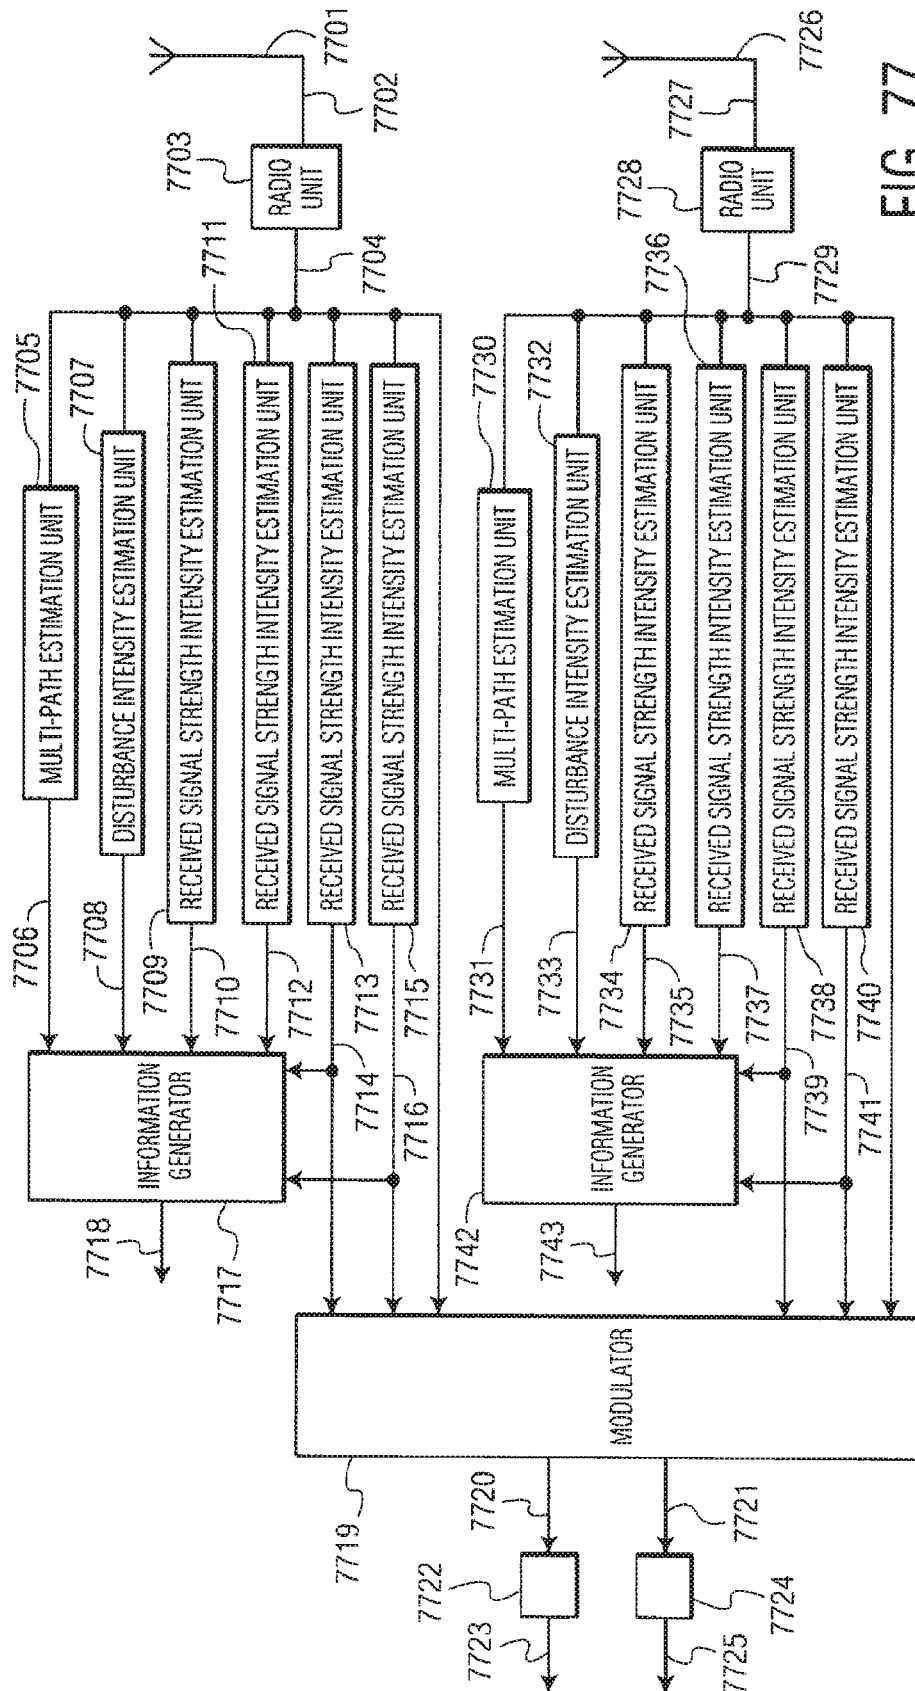 7701
7702
7703
RADIO
UNIT
7704
7705
MULTI-PATH ESTIMATION UNIT
7706
7707
DISTURBANCE INTENSITY ESTIMATION UNIT
7708
7709
RECEIVED SIGNAL STRENGTH INTENSITY ESTIMATION UNIT
7710
7711
RECEIVED SIGNAL STRENGTH INTENSITY ESTIMATION UNIT
7712
RECEIVED SIGNAL STRENGTH INTENSITY ESTIMATION UNIT
7713
7714
RECEIVED SIGNAL STRENGTH INTENSITY ESTIMATION UNIT
7715
7716
INFORMATION
GENERATOR
7717
7718
MODULATOR
7719
7720
7721
7722
7723
7724
7725
7726
7727
7728
RADIO
UNIT
7729
7730
MULTI-PATH ESTIMATION UNIT
7731
7732
DISTURBANCE INTENSITY ESTIMATION UNIT
7733
7734
RECEIVED SIGNAL STRENGTH INTENSITY ESTIMATION UNIT
7735
7736
RECEIVED SIGNAL STRENGTH INTENSITY ESTIMATION UNIT
7737
RECEIVED SIGNAL STRENGTH INTENSITY ESTIMATION UNIT
7738
7739
RECEIVED SIGNAL STRENGTH INTENSITY ESTIMATION UNIT
7740
7741
INFORMATION
GENERATOR
7742
7743
FIG. 77